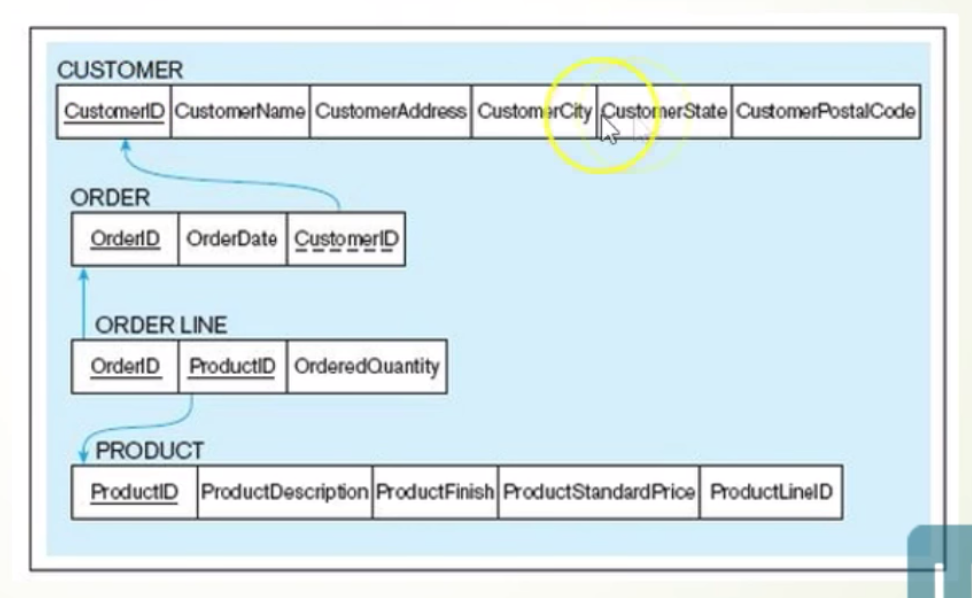 CUSTOMER
CustomerID CustomerName CustomerAddress CustomerCity CustomerState CustomerPostalCode
ORDER
OrderID OrderDate CustomerID
ORDER LINE
OrderID ProductID OrderedQuantity
PRODUCT
ProductID ProductDescription ProductFinish ProductStandardPrice ProductLineID